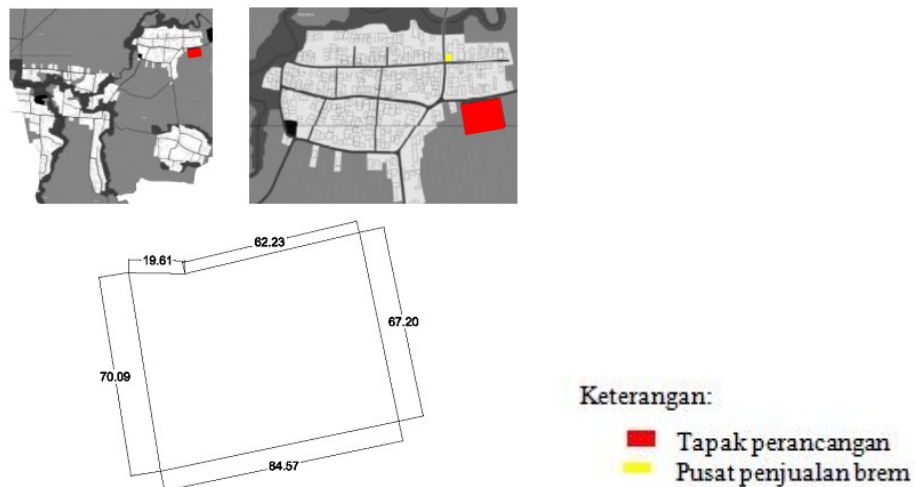 62.23
19.61
67.20
70.09
84.57
Keterangan:
Tapak perancangan
Pusat penjualan brem